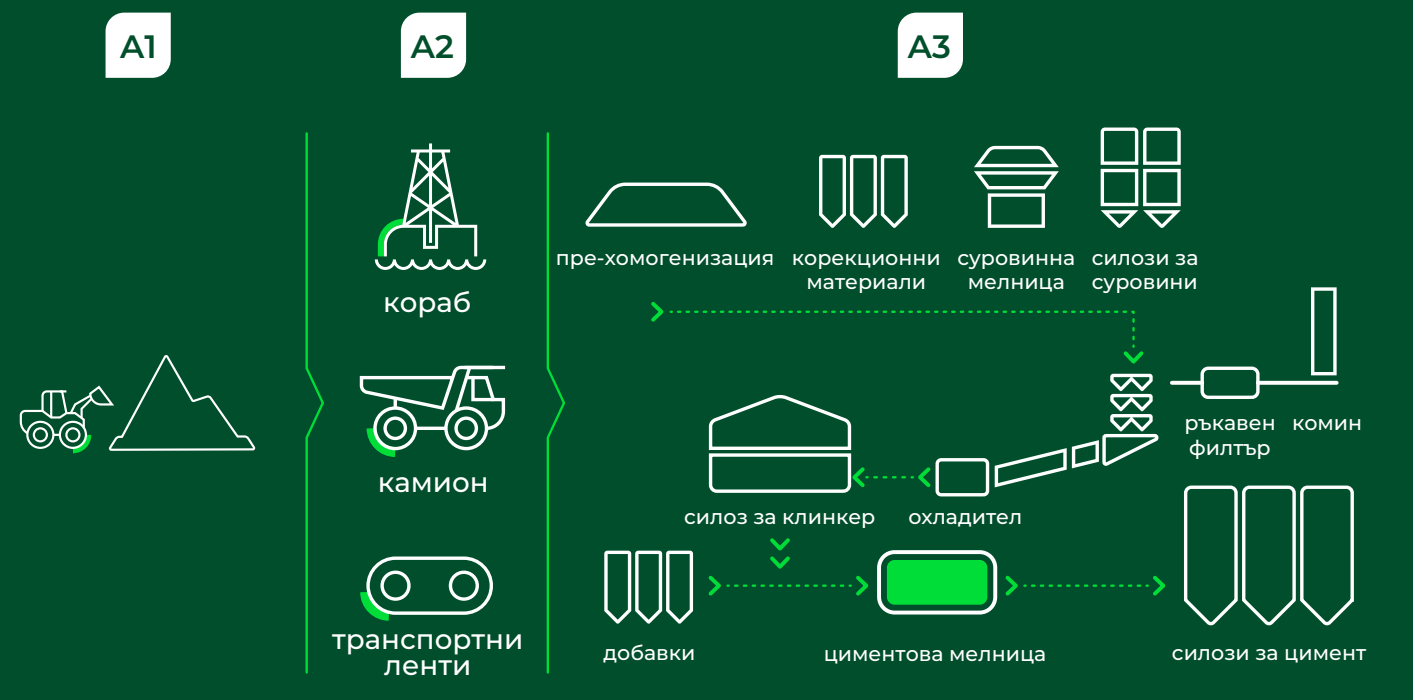 A1
A2
A3
кораб
камион
транспортни
ленти
пре-хомогенизация
корекционни
материали
суровинна
мелница
силози за
суровини
ръкавен
филтър
комин
силоз за клинкер
охладител
добавки
циментова мелница
силози за цимент